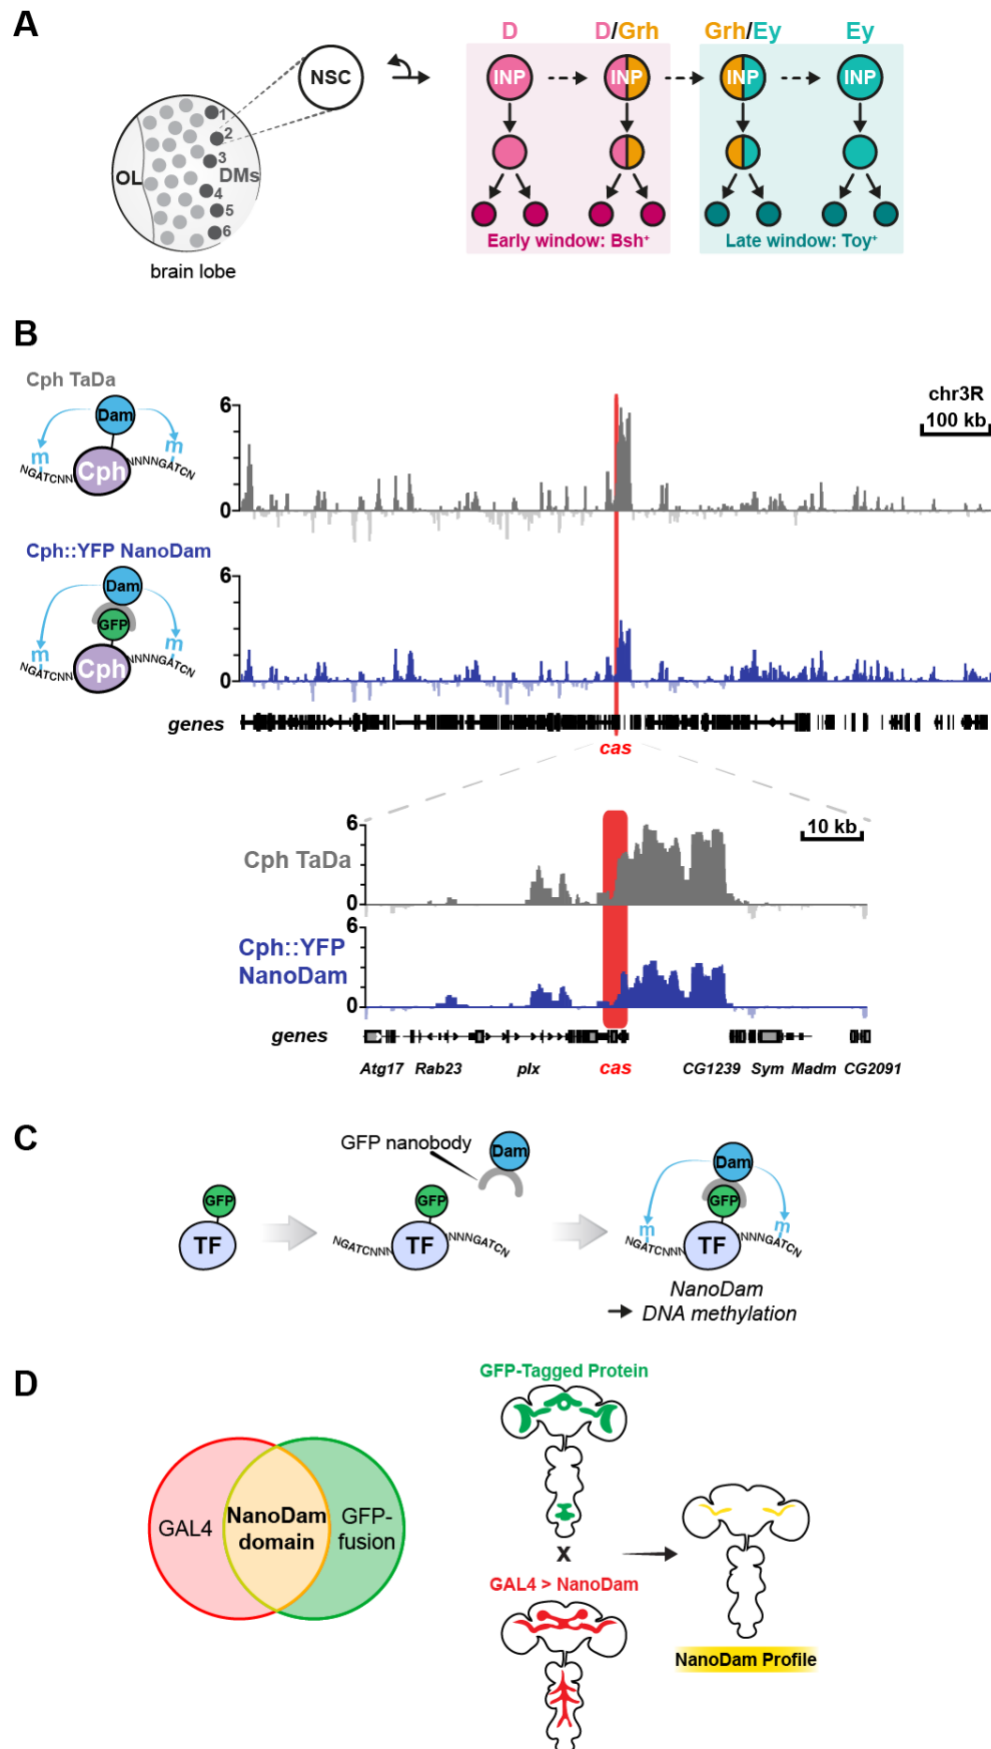 A
D
D/Grh
Grh/Ey
Ey
NSC
INP
INP
INP
INP
1
2
3
4
5
6
OL
DMs
brain lobe
Early window: Bsh⁺
Late window: Toy⁺
B
Cph TaDa
Dam
m
m
Cph
NGATCNN
NNNNGATCN
6
0
chr3R
100 kb
Cph::YFP NanoDam
Dam
GFP
m
m
Cph
NGATCNN
NNNNGATCN
6
0
genes
cas
10 kb
Cph TaDa
6
0
Cph::YFP
NanoDam
6
0
genes
Atg17 Rab23 plx cas CG1239 Sym Madm CG2091
C
GFP nanobody
Dam
GFP
TF
GFP
TF
NGATCNNN
NNNGATCN
Dam
GFP
m
m
TF
NGATCNNN
NNNGATCN
NanoDam
DNA methylation
D
GFP-Tagged Protein
GAL4
NanoDam
domain
GFP-
fusion
x
GAL4 > NanoDam
NanoDam Profile